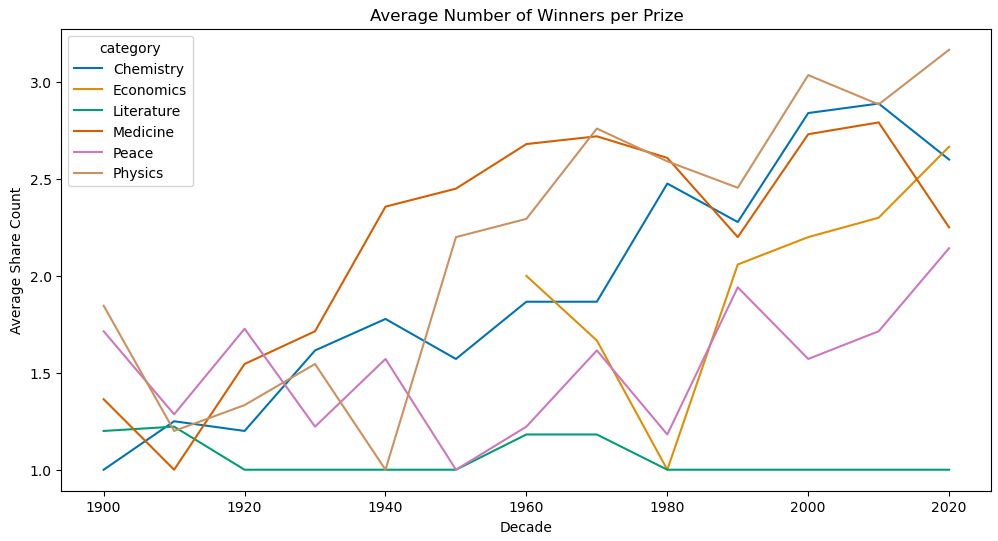 Average Number of Winners per Prize
category
Chemistry
Economics
Literature
Medicine
Peace
Physics
Average Share Count
3.0
2.5
2.0
1.5
1.0
1900 1920 1940 1960 1980 2000 2020
Decade